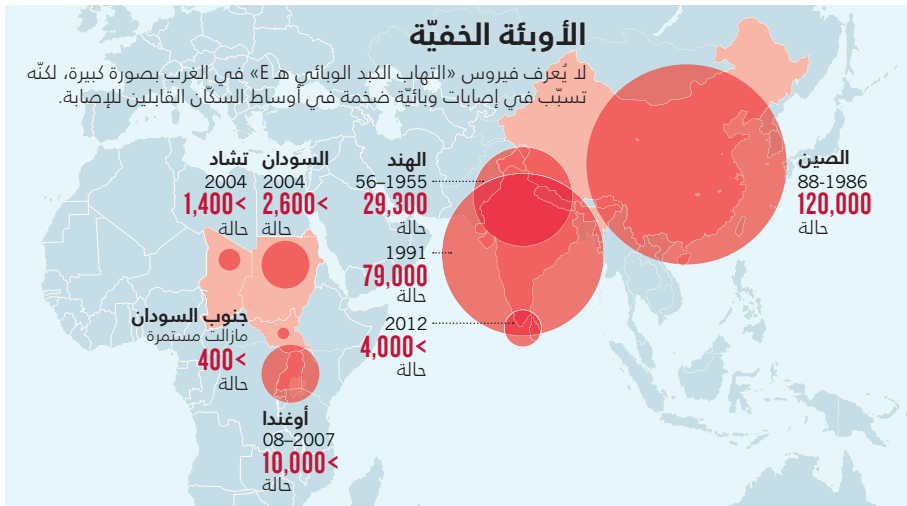 الأوبئة الخفيّة
لا يُعرف فيروس «التهاب الكبد الوبائي هـ E» في الغرب بصورة كبيرة، لكنّه
تسبّب في إصابات وبائيّة ضخمة في أوساط السكّان القابلين للإصابة.
الصين
88-1986
120,000
حالة
الهند
56–1955
29,300
حالة
1991
79,000
حالة
2012
4,000<
حالة
السودان
2004
2,600<
حالة
تشاد
2004
1,400<
حالة
جنوب السودان
مازالت مستمرة
400<
حالة
أوغندا
08–2007
10,000<
حالة